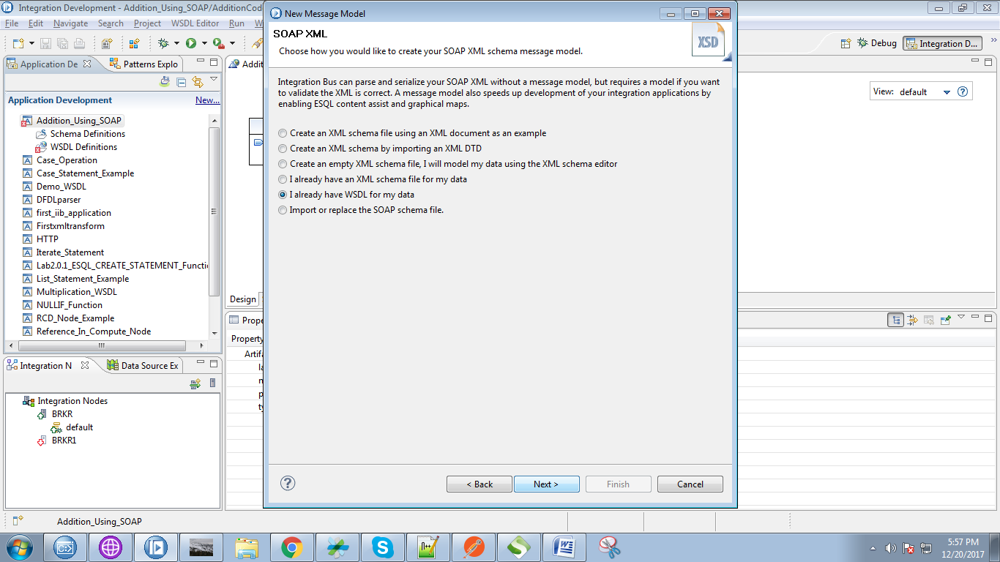 Integration Development - Addition_Using_SOAP/AdditionCod
File Edit Navigate Search Project WSDL Editor Run W
Debug
Integration D...
Application De
Patterns Explo
Application Development
New...
Addition_Using_SOAP
Schema Definitions
WSDL Definitions
Case_Operation
Case_Statement_Example
Demo_WSDL
DFDLparser
first_iib_application
Firstxmltransform
HTTP
Iterate_Statement
Lab2.0.1_ESQL_CREATE_STATEMENT_Functi
List_Statement_Example
Multiplication_WSDL
NULLIF_Function
RCD_Node_Example
Reference_In_Compute_Node
Integration N
Data Source Ex
Integration Nodes
BRKR
default
BRKR1
Addit
View: default
Design
Prope
Property
Artifa
la
n
p
ty
New Message Model
SOAP XML
XSD
Choose how you would like to create your SOAP XML schema message model.
Integration Bus can parse and serialize your SOAP XML without a message model, but requires a model if you want
to validate the XML is correct. A message model also speeds up development of your integration applications by
enabling ESQL content assist and graphical maps.
Create an XML schema file using an XML document as an example
Create an XML schema by importing an XML DTD
Create an empty XML schema file, I will model my data using the XML schema editor
I already have an XML schema file for my data
I already have WSDL for my data
Import or replace the SOAP schema file.
< Back
Next >
Finish
Cancel
Addition_Using_SOAP
5:57 PM
12/20/2017